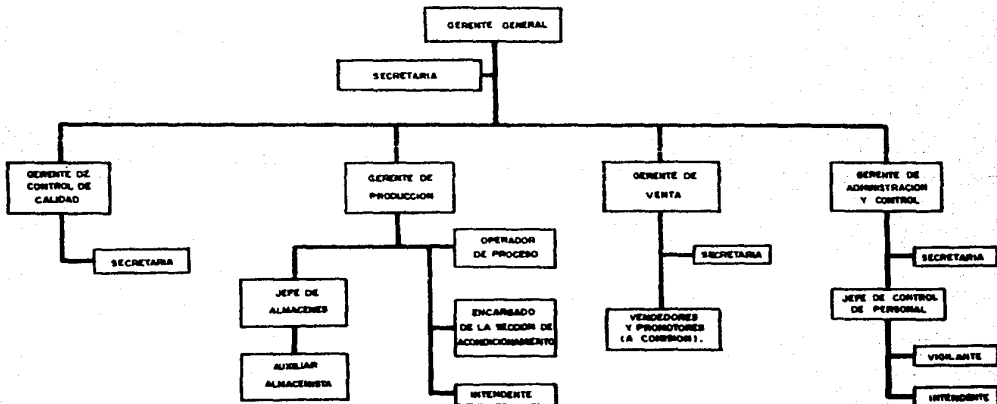 GERENTE GENERAL
SECRETARIA
GERENTE DE
CONTROL DE
CALIDAD
SECRETARIA
GERENTE DE
PRODUCCION
OPERADOR
DE PROCESO
JEFE DE
ALMACENES
ENCARGADO
DE LA SECCION DE
ACONDICIONAMIENTO
AUXILIAR
ALMACENISTA
INTENDENTE
GERENTE DE
VENTA
SECRETARIA
VENDEDORES
Y PROMOTORES
(A COMISION).
GERENTE DE
ADMINISTRACION
Y CONTROL
SECRETARIA
JEFE DE CONTROL
DE PERSONAL
VIGILANTE
INTENDENTE